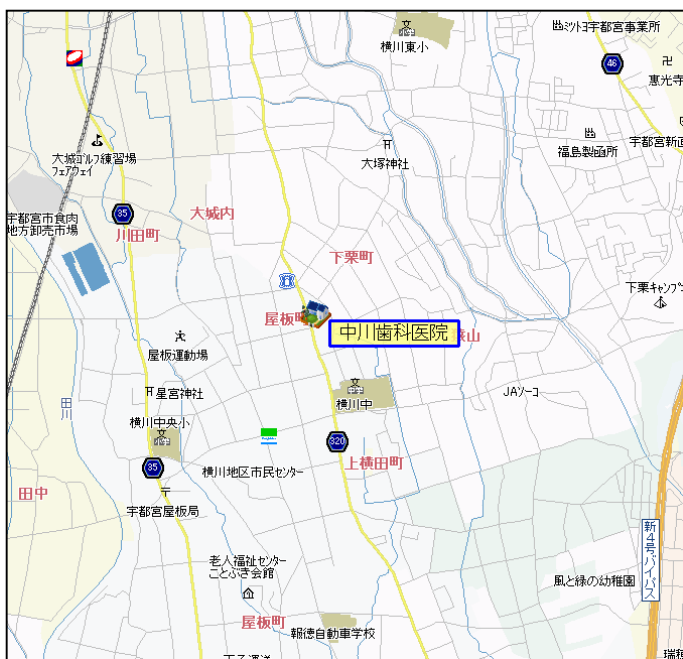 ミツトヨ宇都宮事業所
横川東小
46
卍
恵光寺
宇都宮新直
福島製函所
大城ゴルフ練習場
フェアウェイ
大塚神社
大城内
35
宇都宮市食肉
地方卸売市場
川田町
下栗町
下栗キャンプ
屋板町
中川歯科医院
屋板運動場
田川
星宮神社
横川中
JAソーコ
横川中央小
320
上横田町
35
横川地区市民センター
田中
〒
宇都宮屋板局
新4号バイパス
老人福祉センター
ことぶき会館
風と緑の幼稚園
屋板町
報徳自動車学校
瑞穂